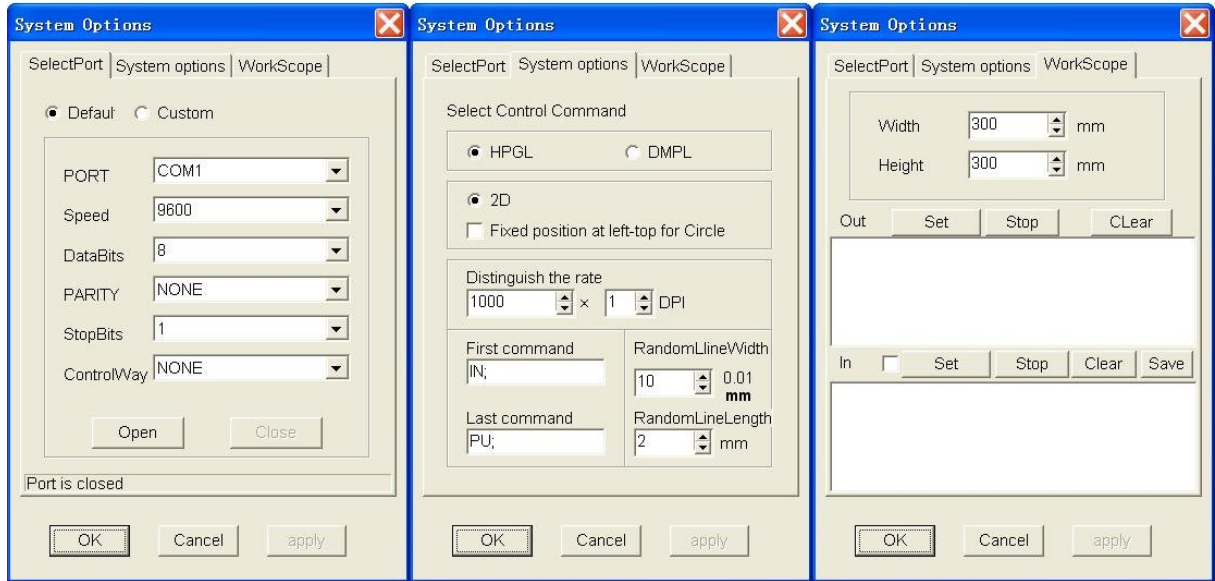 System Options
SelectPort System options WorkScope
Defaul Custom
PORT COM1
Speed 9600
DataBits 8
PARITY NONE
StopBits 1
ControlWay NONE
Open Close
Port is closed
OK Cancel apply
System Options
SelectPort System options WorkScope
Select Control Command
HPGL DMPL
2D
Fixed position at left-top for Circle
Distinguish the rate
1000 × 1 DPI
First command
IN;
Last command
PU;
RandomLlineWidth
10 0.01
mm
RandomLineLength
2 mm
OK Cancel apply
System Options
SelectPort System options WorkScope
Width 300 mm
Height 300 mm
Out Set Stop CLear
In Set Stop Clear Save
OK Cancel apply